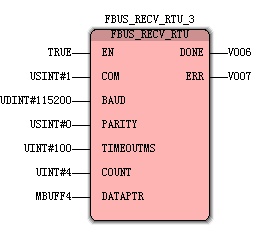 FBUS_RECV_RTU_3
FBUS_RECV_RTU
TRUE EN DONE V006
USINT#1 COM ERR V007
UDINT#115200 BAUD
USINT#0 PARITY
UINT#100 TIMEOUTMS
UINT#4 COUNT
MBUFF4 DATAPTR